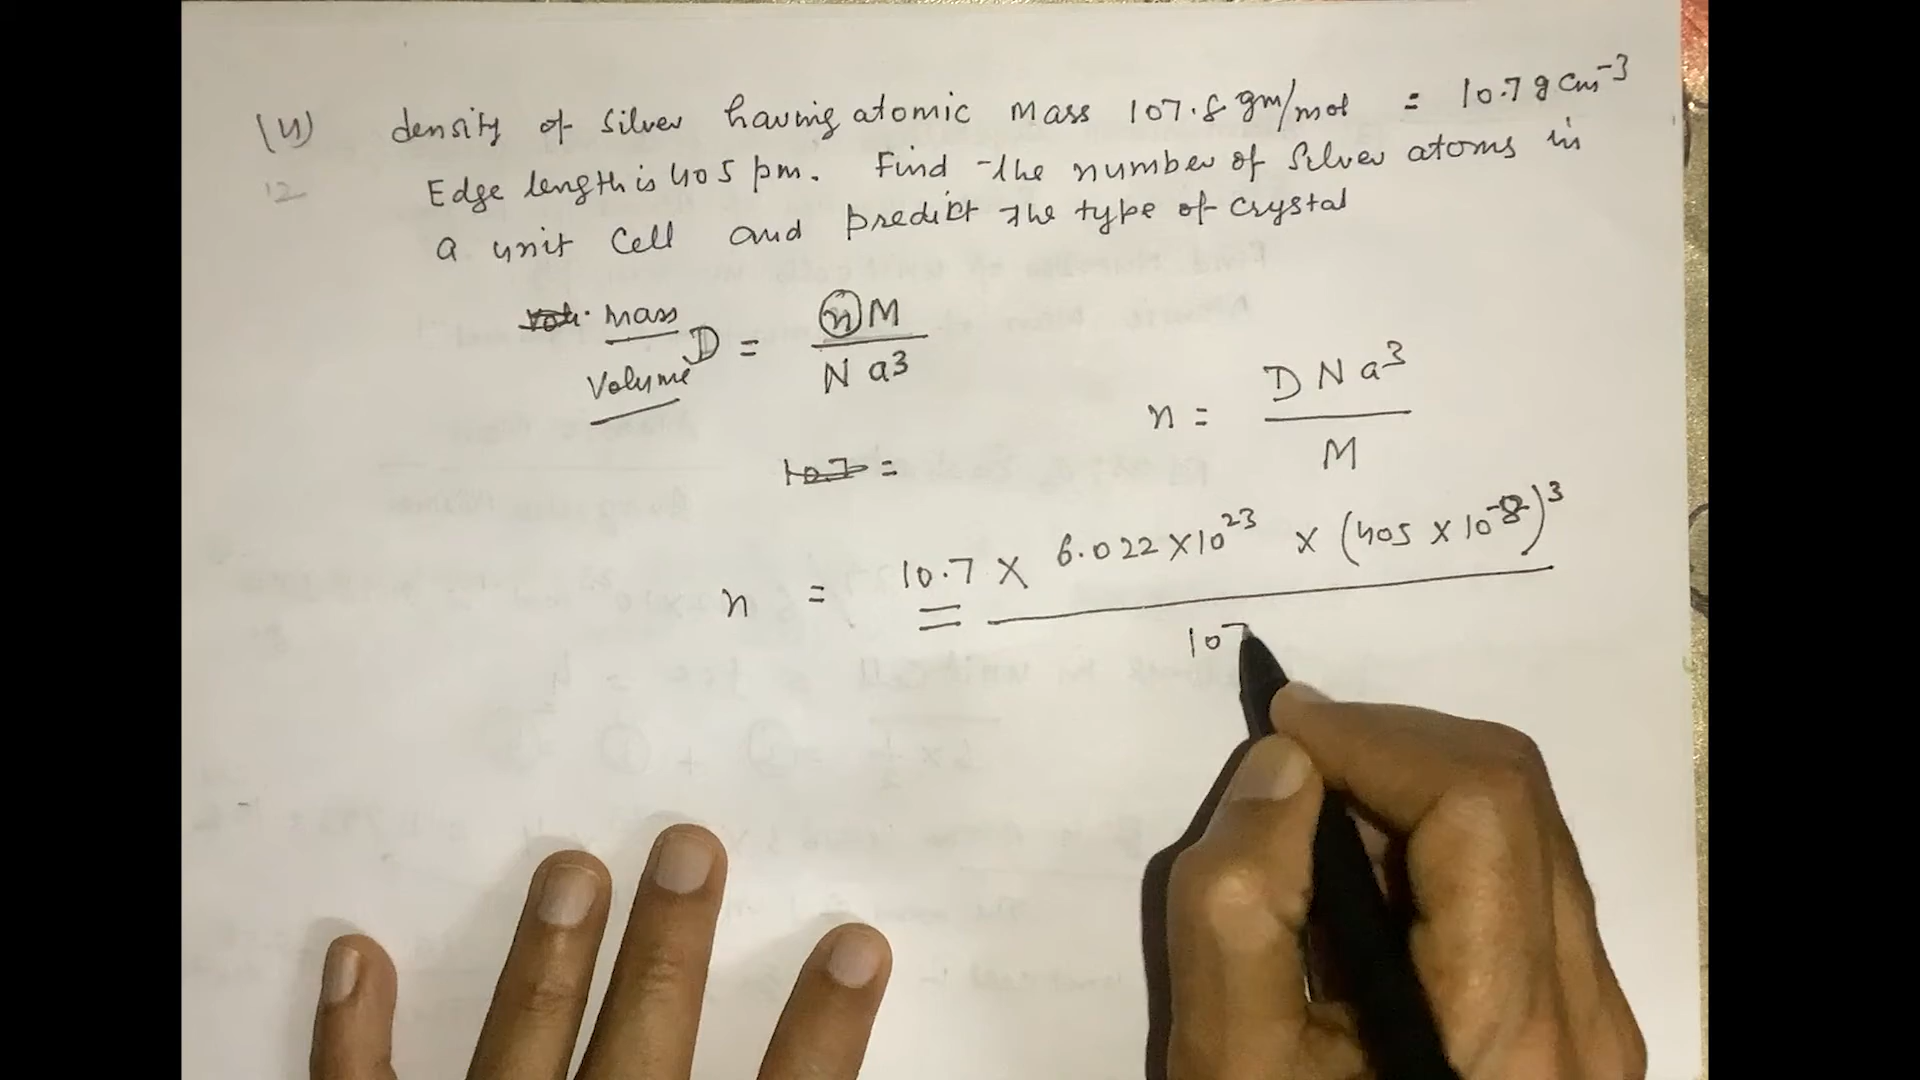 (4) density of silver having atomic mass 107.8 gm/mol = 10.7 g cm⁻³
12 Edge length is 405 pm. Find the number of silver atoms in
a unit cell and predict the type of crystal
mass
Volume
D = nM / N a³
n = D N a³ / M
10.7 =
n = 10.7 × 6.022 × 10²³ × (405 × 10⁻⁸)³
107